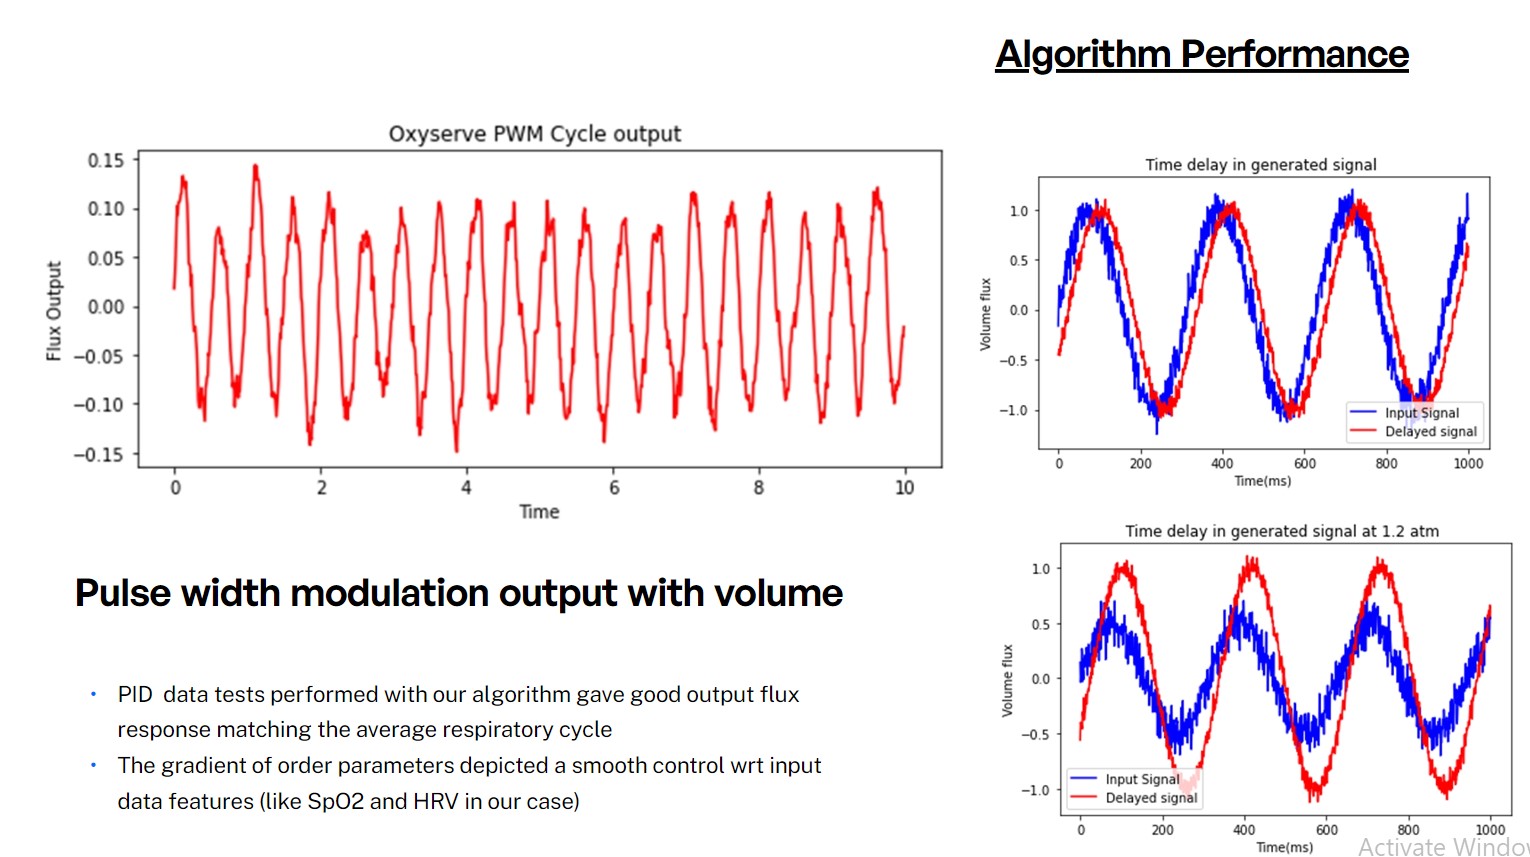 Algorithm Performance
Oxyserve PWM Cycle output
0.15
0.10
0.05
0.00
−0.05
−0.10
−0.15
Flux Output
0
2
4
6
8
10
Time
Time delay in generated signal
1.0
0.5
0.0
−0.5
−1.0
Volume flux
Input Signal
Delayed signal
0
200
400
600
800
1000
Time(ms)
Pulse width modulation output with volume
• PID data tests performed with our algorithm gave good output flux
response matching the average respiratory cycle
• The gradient of order parameters depicted a smooth control wrt input
data features (like SpO2 and HRV in our case)
Time delay in generated signal at 1.2 atm
1.0
0.5
0.0
−0.5
−1.0
Volume flux
Input Signal
Delayed signal
0
200
400
600
800
1000
Time(ms)
Activate Windo